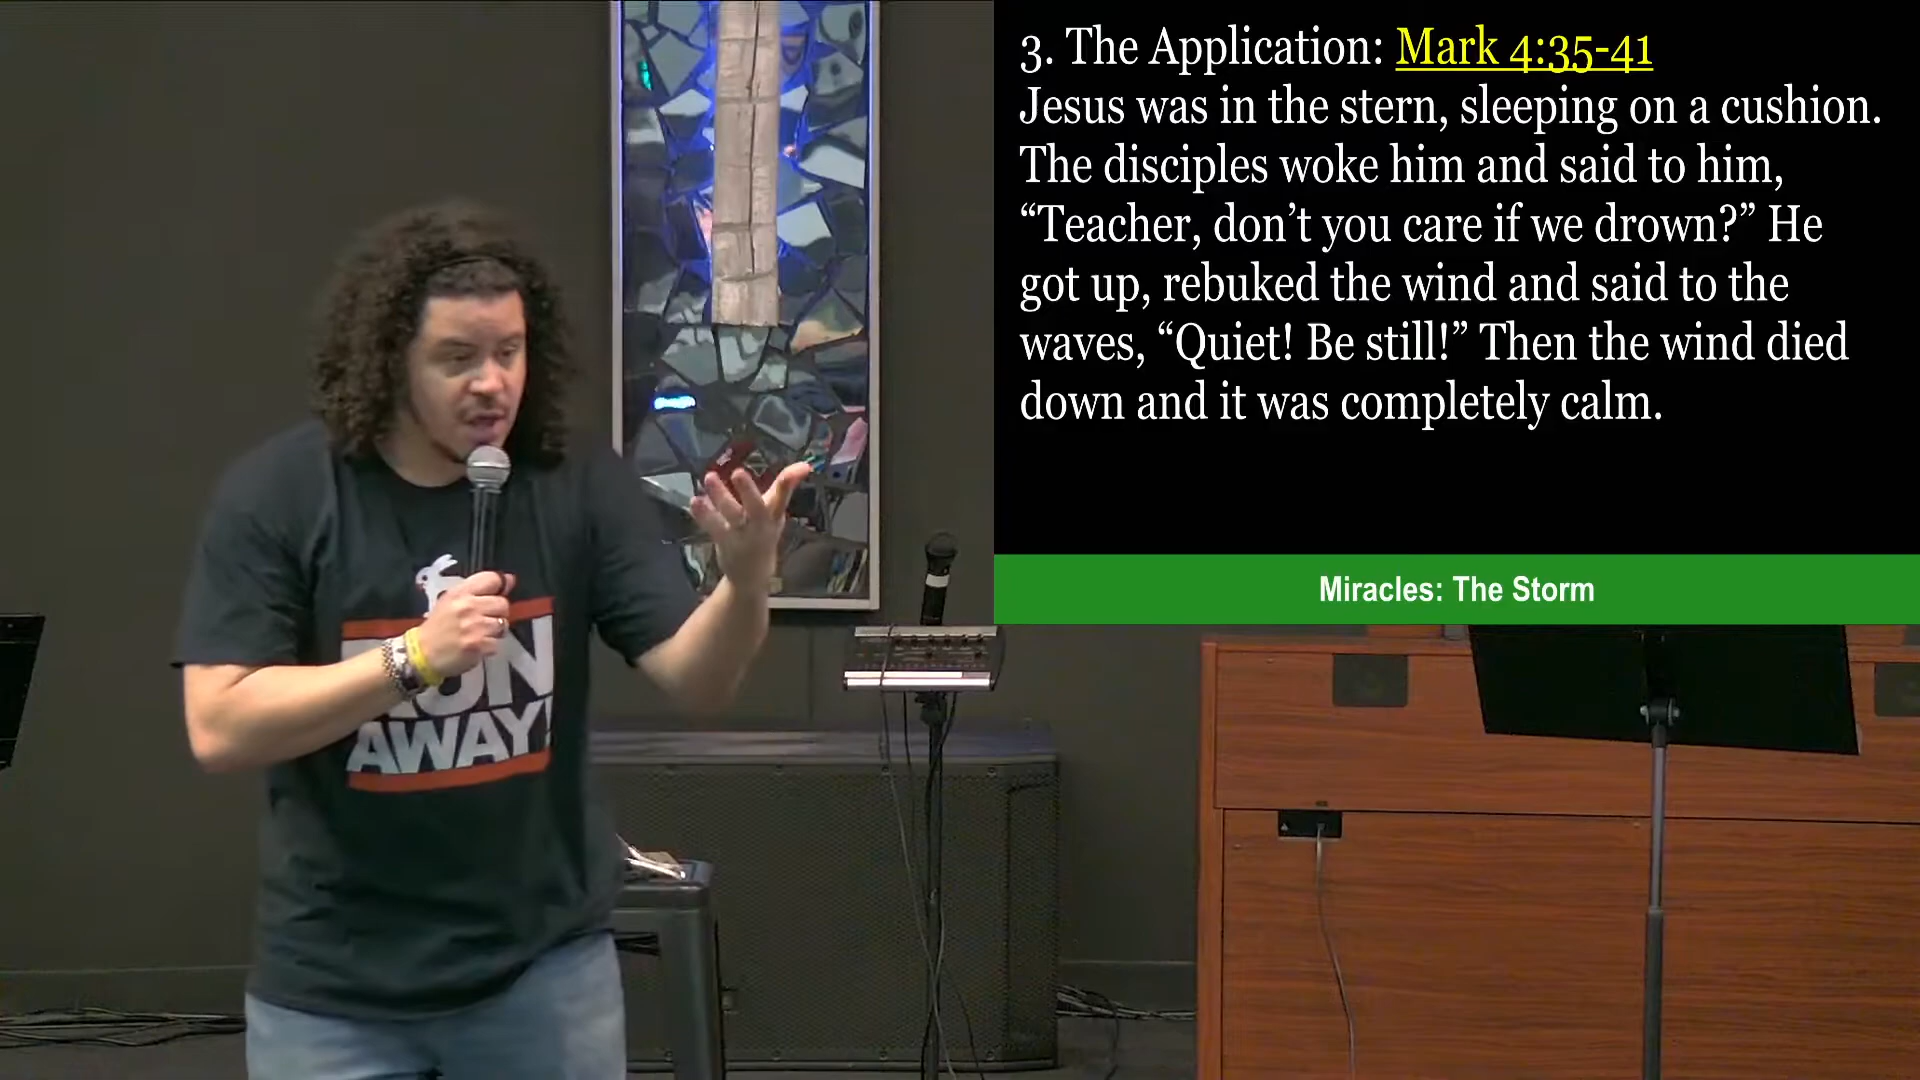 3. The Application: Mark 4:35-41
Jesus was in the stern, sleeping on a cushion.
The disciples woke him and said to him,
“Teacher, don’t you care if we drown?” He
got up, rebuked the wind and said to the
waves, “Quiet! Be still!” Then the wind died
down and it was completely calm.
Miracles: The Storm
RUN
AWAY!